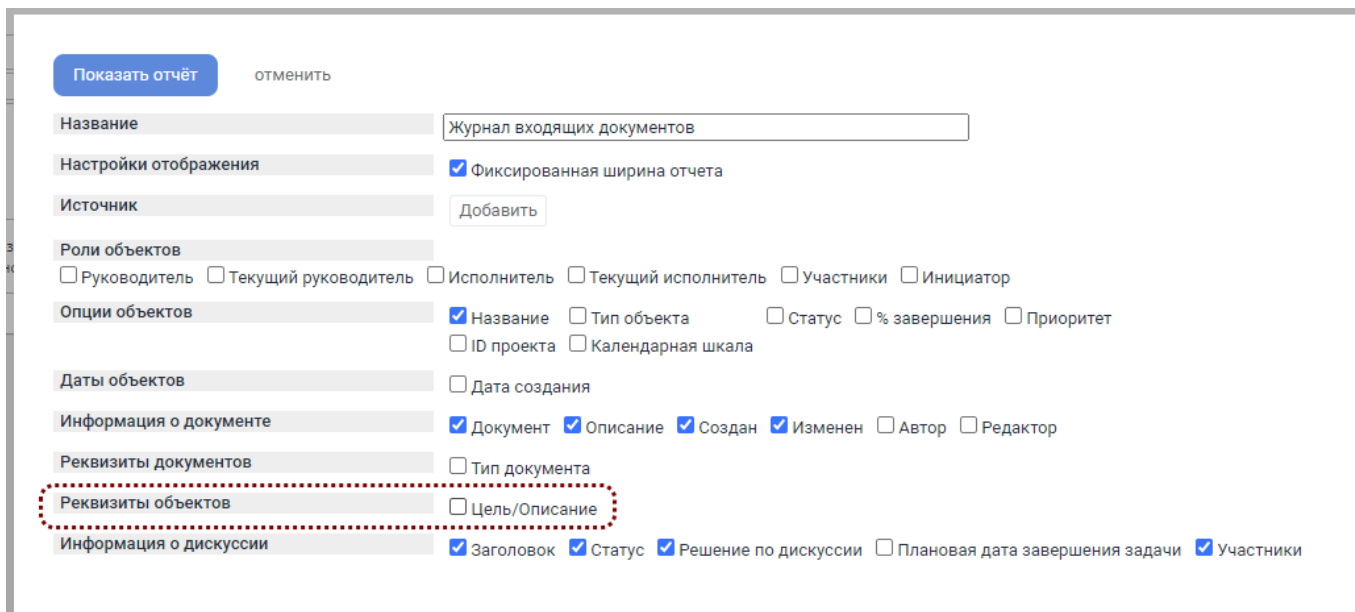 Показать отчёт отменить
Название Журнал входящих документов
Настройки отображения Фиксированная ширина отчета
Источник Добавить
Роли объектов
Руководитель Текущий руководитель Исполнитель Текущий исполнитель Участники Инициатор
Опции объектов Название Тип объекта Статус % завершения Приоритет
ID проекта Календарная шкала
Даты объектов Дата создания
Информация о документе Документ Описание Создан Изменен Автор Редактор
Реквизиты документов Тип документа
Реквизиты объектов Цель/Описание
Информация о дискуссии Заголовок Статус Решение по дискуссии Плановая дата завершения задачи Участники